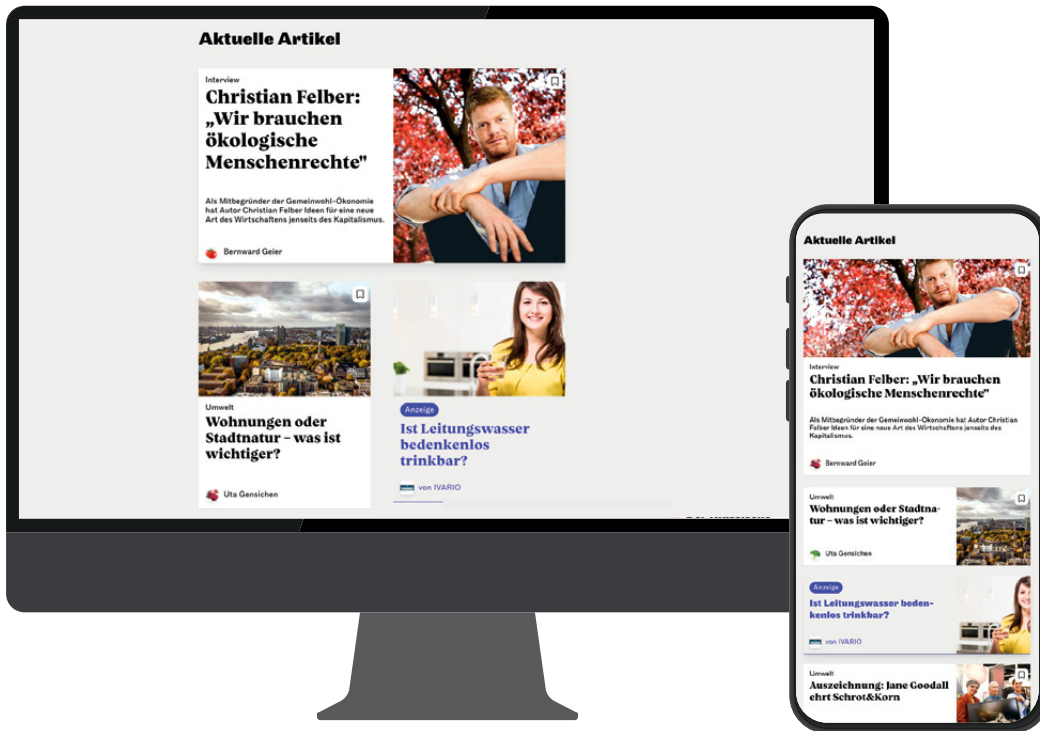 Aktuelle Artikel
Interview
Christian Felber:
„Wir brauchen
ökologische
Menschenrechte"
Als Mitbegründer der Gemeinwohl-Ökonomie
hat Autor Christian Felber Ideen für eine neue
Art des Wirtschaftens jenseits des Kapitalismus.
Bernward Geier
Umwelt
Wohnungen oder
Stadtnatur – was ist
wichtiger?
Uta Gensichen
Anzeige
Ist Leitungswasser
bedenkenlos
trinkbar?
von IVARIO
Aktuelle Artikel
Interview
Christian Felber: „Wir brauchen
ökologische Menschenrechte"
Als Mitbegründer der Gemeinwohl-Ökonomie hat Autor Christian
Felber Ideen für eine neue Art des Wirtschaftens jenseits des
Kapitalismus.
Bernward Geier
Umwelt
Wohnungen oder Stadtna-
tur – was ist wichtiger?
Uta Gensichen
Anzeige
Ist Leitungswasser beden-
kenlos trinkbar?
von IVARIO
Umwelt
Auszeichnung: Jane Goodall
ehrt Schrot&Korn